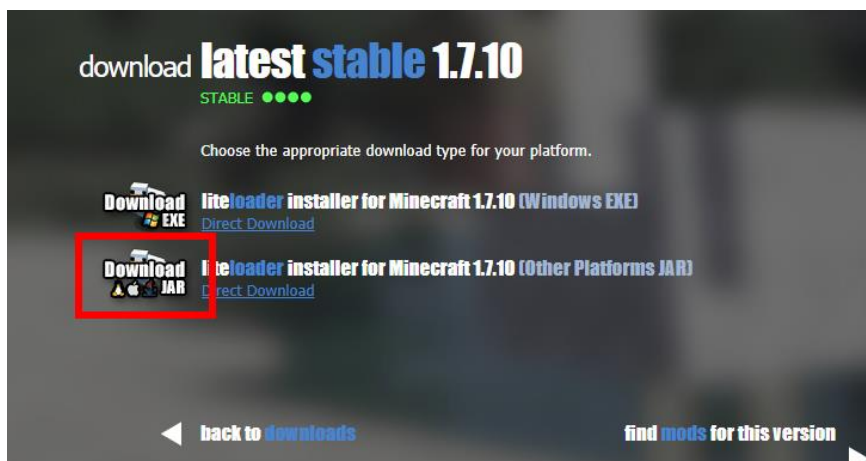 download latest stable 1.7.10
STABLE
Choose the appropriate download type for your platform.
Download EXE
liteloader installer for Minecraft 1.7.10 (Windows EXE)
Direct Download
Download JAR
liteloader installer for Minecraft 1.7.10 (Other Platforms JAR)
Direct Download
back to downloads
find mods for this version